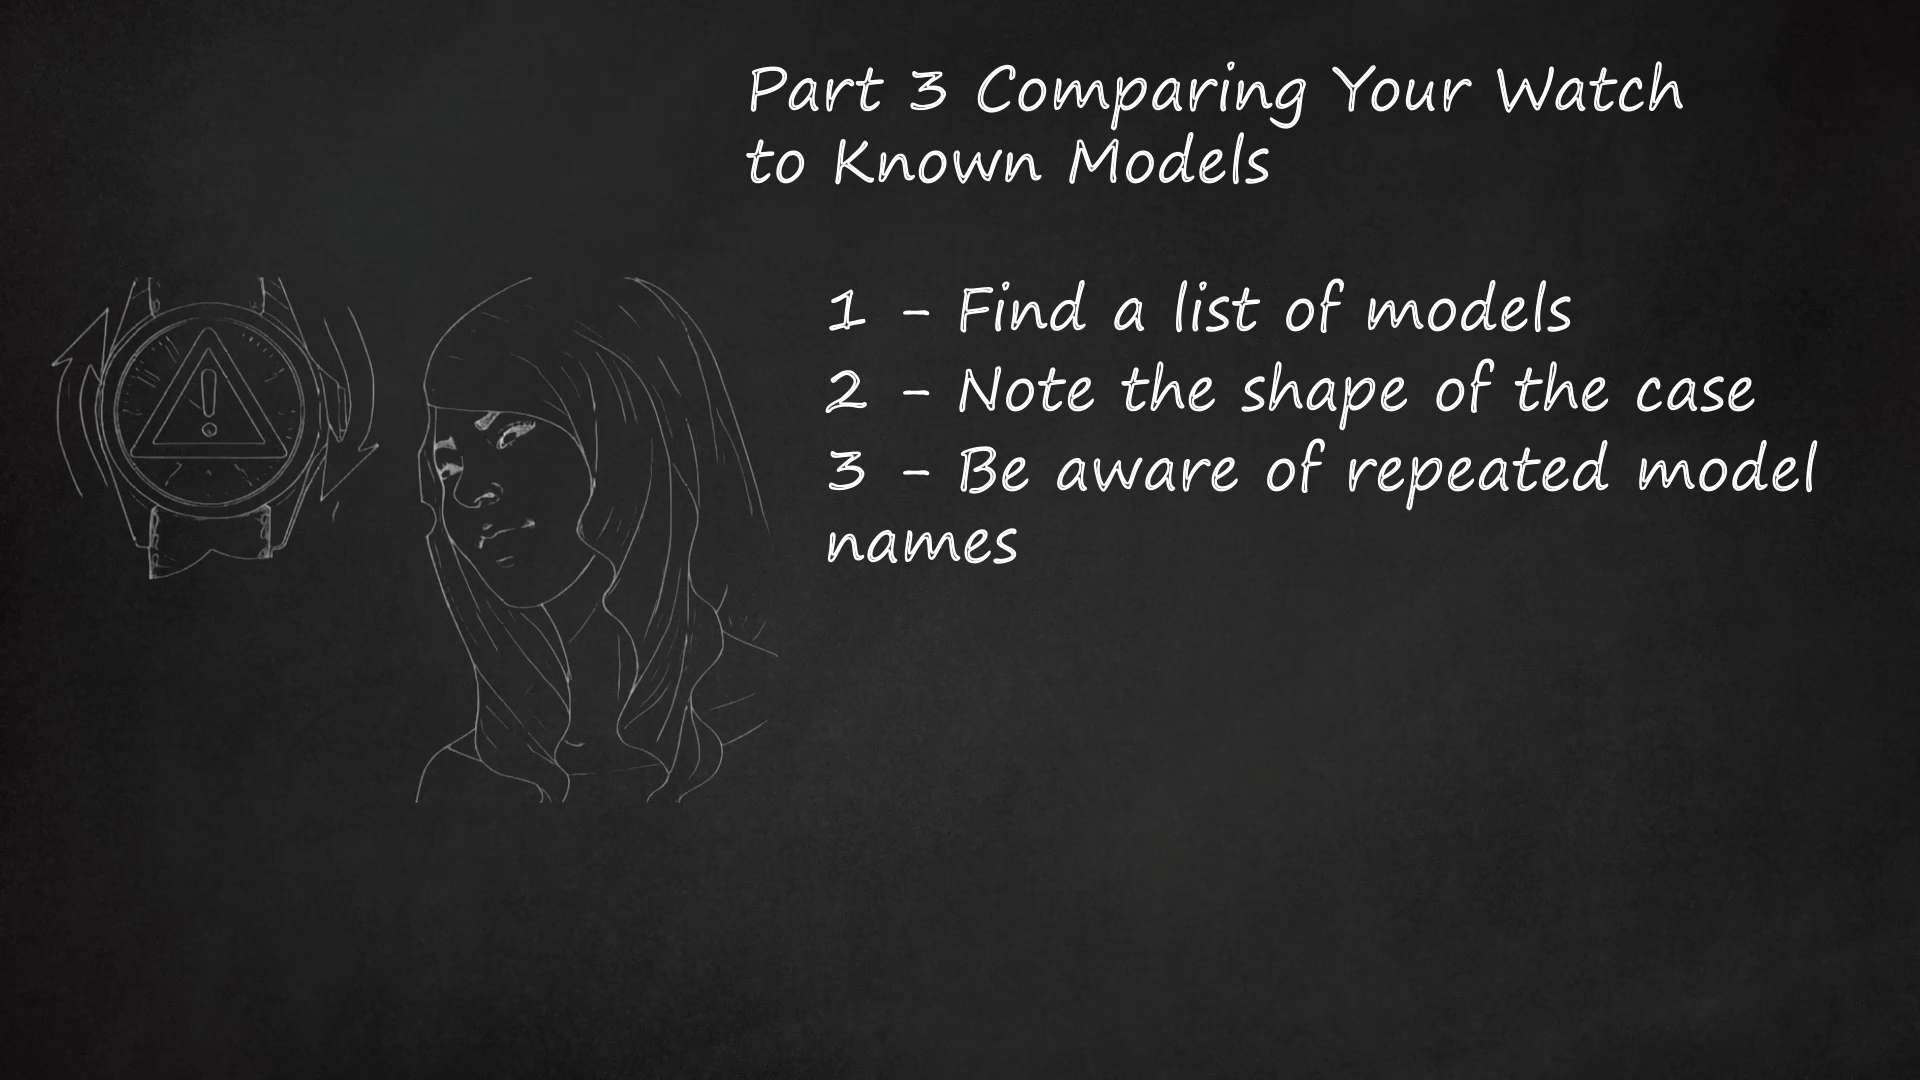 Part 3 Comparing Your Watch
to Known Models
1 - Find a list of models
2 - Note the shape of the case
3 - Be aware of repeated model
names